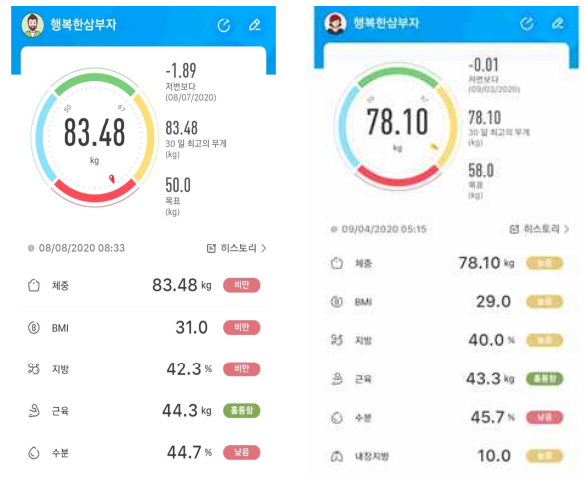 행복한삼부자
-1.89
저번보다
(08/07/2020)
50
67
83.48
kg
83.48
30 일 최고의 무게
(kg)
50.0
목표
(kg)
08/08/2020 08:33
히스토리
체중 83.48 kg 비만
BMI 31.0 비만
지방 42.3 % 비만
근육 44.3 kg 훌륭함
수분 44.7 % 낮음
행복한삼부자
-0.01
저번보다
(09/03/2020)
78.10
kg
78.10
30 일 최고의 무게
(kg)
58.0
목표
(kg)
09/04/2020 05:15
히스토리
체중 78.10 kg 높음
BMI 29.0 높음
지방 40.0 % 높음
근육 43.3 kg 훌륭함
수분 45.7 % 낮음
내장지방 10.0 높음